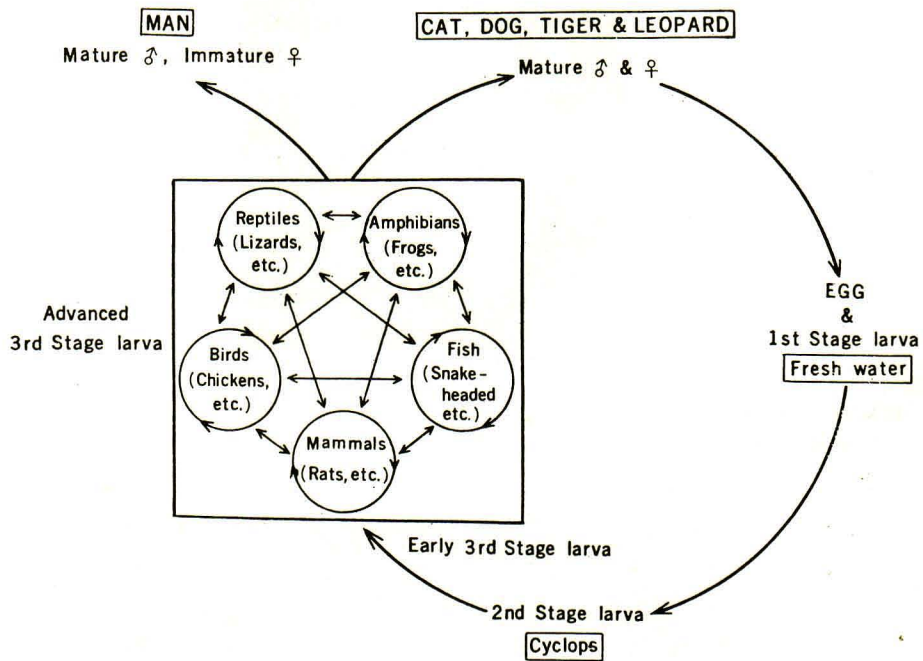 MAN
Mature ♂, Immature ♀
CAT, DOG, TIGER & LEOPARD
Mature ♂ & ♀
Reptiles
(Lizards,
etc.)
Amphibians
(Frogs,
etc.)
Advanced
3rd Stage larva
Birds
(Chickens,
etc.)
Fish
(Snake-
headed
etc.)
Mammals
(Rats, etc.)
EGG
&
1st Stage larva
Fresh water
Early 3rd Stage larva
2nd Stage larva
Cyclops